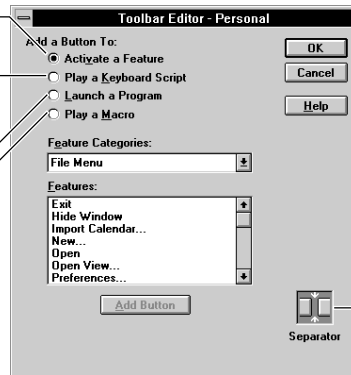 Toolbar Editor - Personal
Add a Button To:
Activate a Feature
Play a Keyboard Script
Launch a Program
Play a Macro
OK
Cancel
Help
Feature Categories:
File Menu
Features:
Exit
Hide Window
Import Calendar...
New...
Open
Open View...
Preferences...
Add Button
Separator